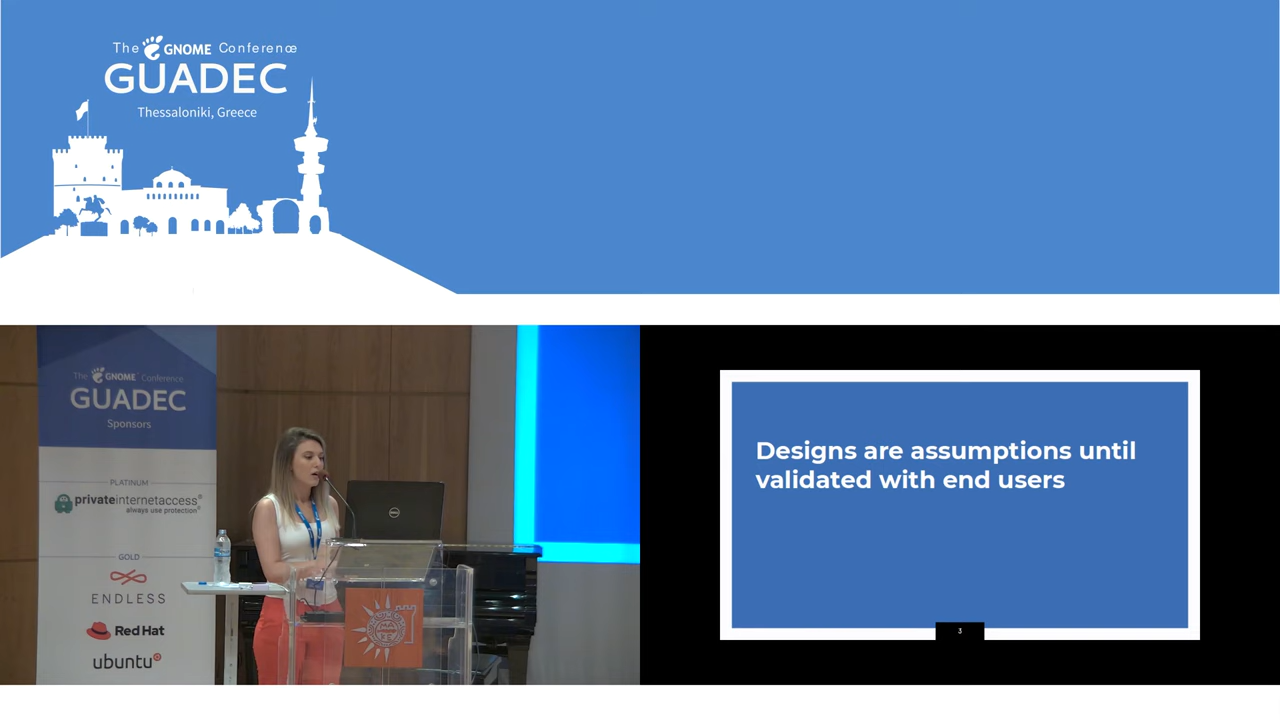 The GNOME Conference
GUADEC
Thessaloniki, Greece
The GNOME Conference
GUADEC
Sponsors
PLATINUM
privateinternetaccess®
always use protection®
GOLD
ENDLESS
Red Hat
ubuntu®
DELL
Designs are assumptions until
validated with end users
3